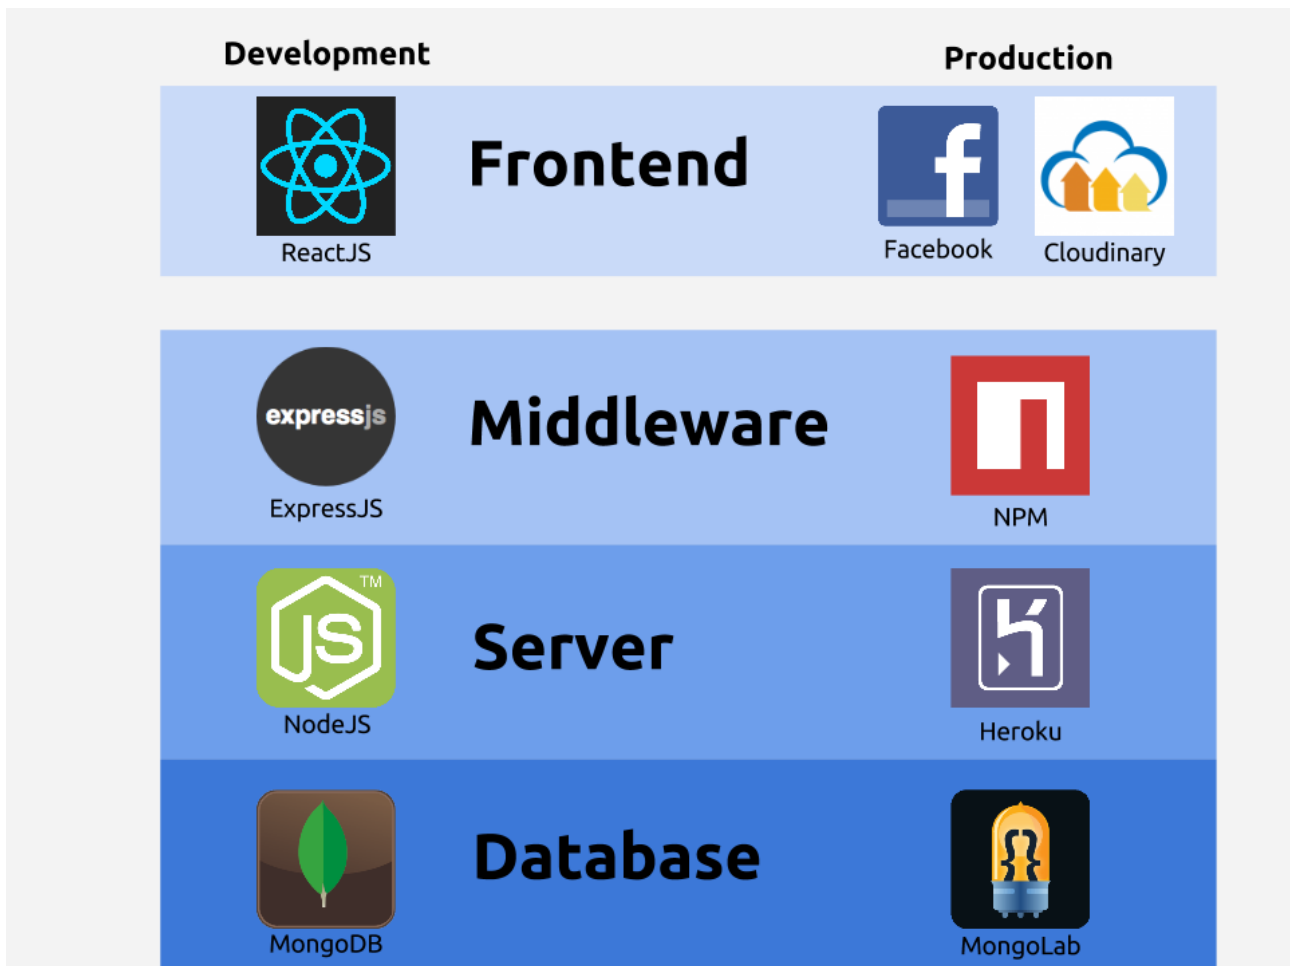 Development
Production
Frontend
ReactJS
Facebook
Cloudinary
expressjs
Middleware
ExpressJS
NPM
JS
TM
Server
NodeJS
Heroku
Database
MongoDB
MongoLab